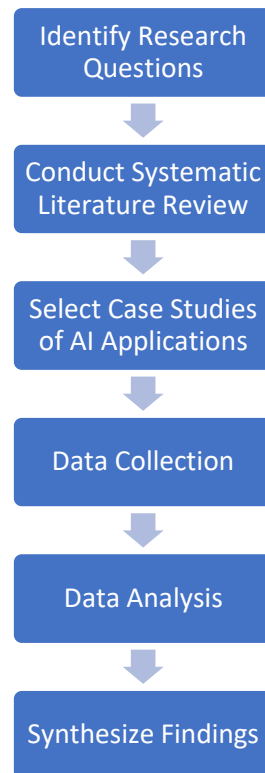 Identify Research
Questions
Conduct Systematic
Literature Review
Select Case Studies
of AI Applications
Data Collection
Data Analysis
Synthesize Findings